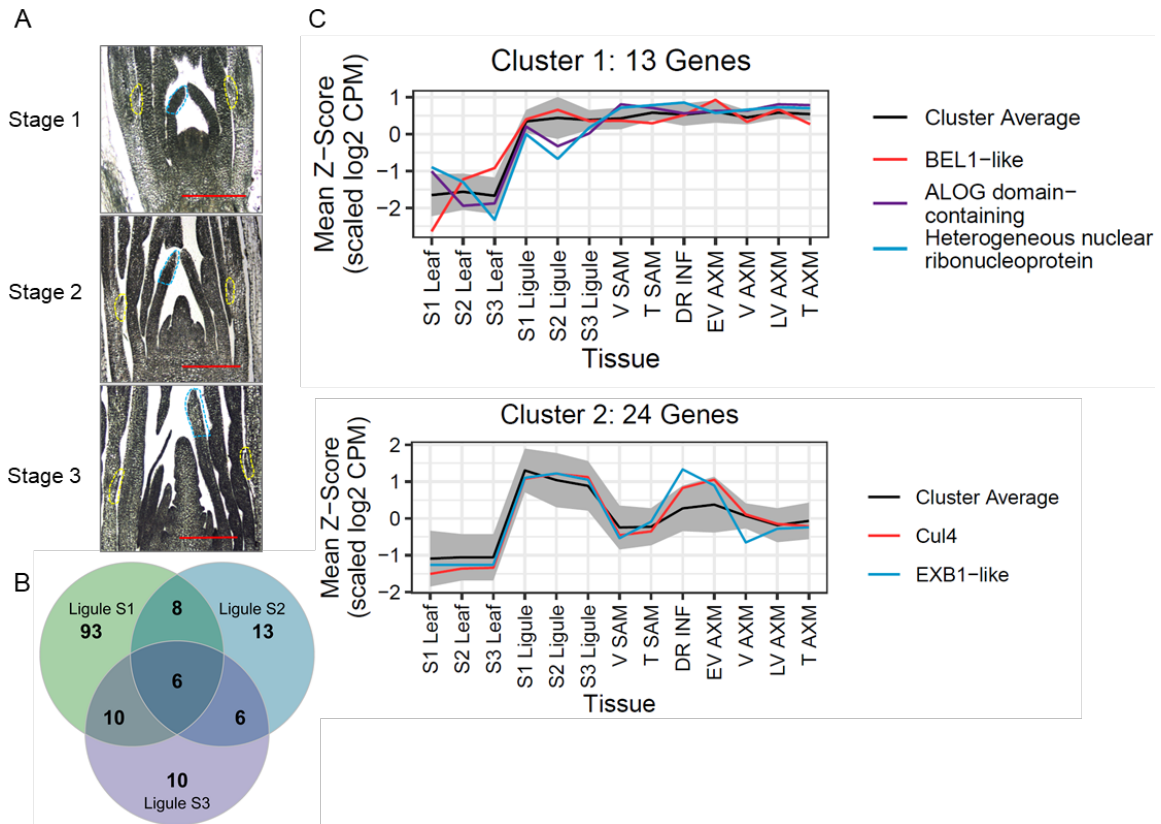 A
Stage 1
Stage 2
Stage 3
B
Ligule S1
93
8
Ligule S2
13
6
10
6
10
Ligule S3
C
Cluster 1: 13 Genes
Mean Z-Score
(scaled log2 CPM)
1
0
−1
−2
S1 Leaf
S2 Leaf
S3 Leaf
S1 Ligule
S2 Ligule
S3 Ligule
V SAM
T SAM
DR INF
EV AXM
V AXM
LV AXM
T AXM
Tissue
Cluster Average
BEL1−like
ALOG domain−
containing
Heterogeneous nuclear
ribonucleoprotein
Cluster 2: 24 Genes
Mean Z-Score
(scaled log2 CPM)
2
1
0
−1
−2
S1 Leaf
S2 Leaf
S3 Leaf
S1 Ligule
S2 Ligule
S3 Ligule
V SAM
T SAM
DR INF
EV AXM
V AXM
LV AXM
T AXM
Tissue
Cluster Average
Cul4
EXB1−like